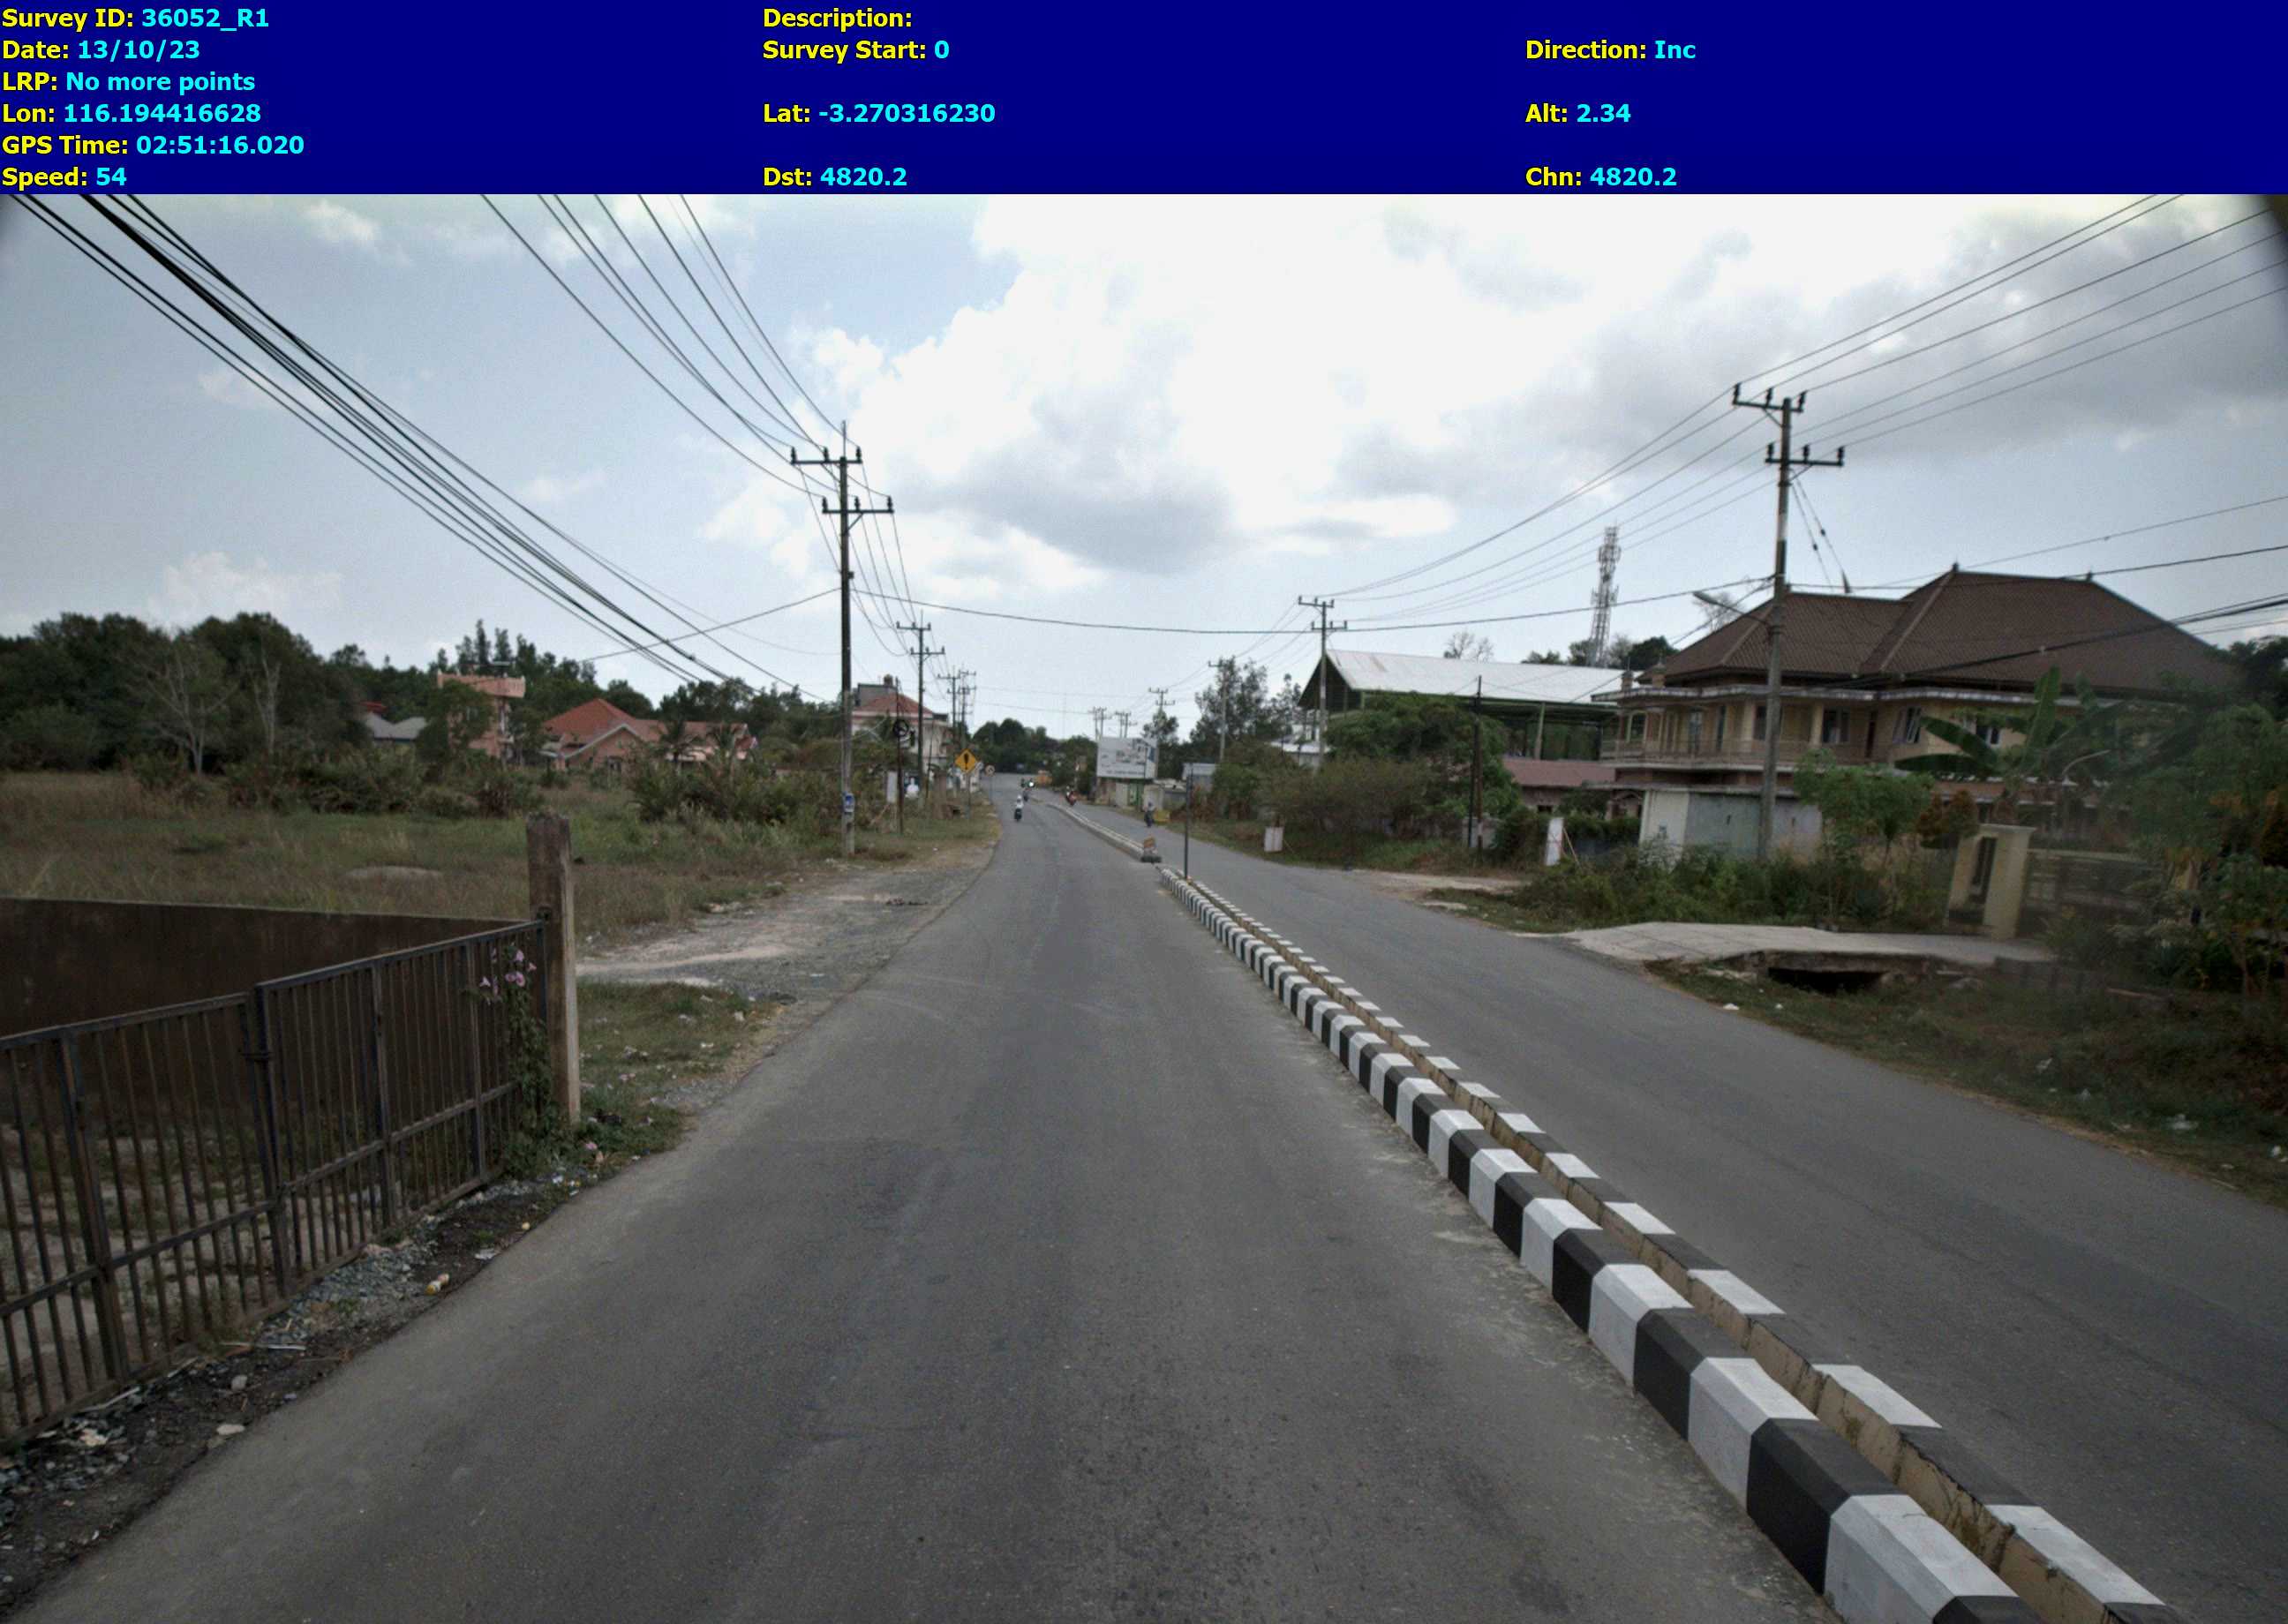 Survey ID: 36052_R1
Description:
Date: 13/10/23
Survey Start: 0
Direction: Inc
LRP: No more points
Lon: 116.194416628
Lat: -3.270316230
Alt: 2.34
GPS Time: 02:51:16.020
Speed: 54
Dst: 4820.2
Chn: 4820.2